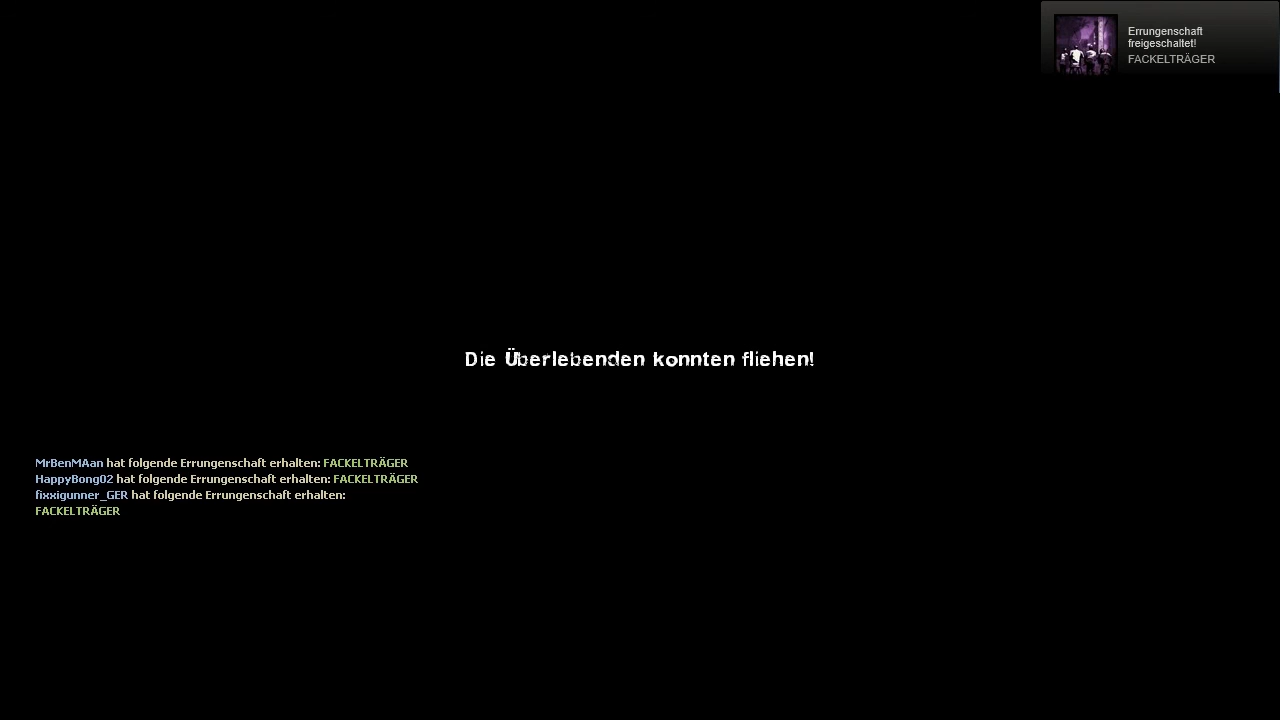 Errungenschaft
freigeschaltet!
FACKELTRÄGER
Die Überlebenden konnten fliehen!
MrBenMAan hat folgende Errungenschaft erhalten: FACKELTRÄGER
HappyBong02 hat folgende Errungenschaft erhalten: FACKELTRÄGER
fixxigunner_GER hat folgende Errungenschaft erhalten:
FACKELTRÄGER